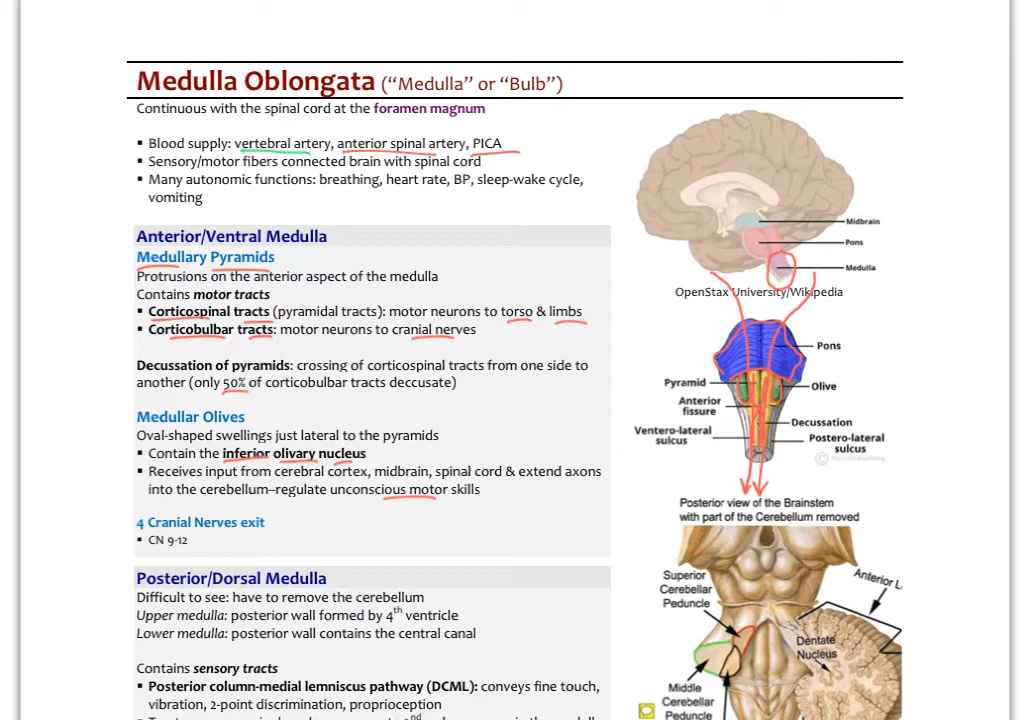 Medulla Oblongata (“Medulla” or “Bulb”)
Continuous with the spinal cord at the foramen magnum
▪ Blood supply: vertebral artery, anterior spinal artery, PICA
▪ Sensory/motor fibers connected brain with spinal cord
▪ Many autonomic functions: breathing, heart rate, BP, sleep-wake cycle,
vomiting
Anterior/Ventral Medulla
Medullary Pyramids
Protrusions on the anterior aspect of the medulla
Contains motor tracts
▪ Corticospinal tracts (pyramidal tracts): motor neurons to torso & limbs
▪ Corticobulbar tracts: motor neurons to cranial nerves
Decussation of pyramids: crossing of corticospinal tracts from one side to
another (only 50% of corticobulbar tracts deccusate)
Medullar Olives
Oval-shaped swellings just lateral to the pyramids
▪ Contain the inferior olivary nucleus
▪ Receives input from cerebral cortex, midbrain, spinal cord & extend axons
into the cerebellum--regulate unconscious motor skills
4 Cranial Nerves exit
▪ CN 9-12
Posterior/Dorsal Medulla
Difficult to see: have to remove the cerebellum
Upper medulla: posterior wall formed by 4th ventricle
Lower medulla: posterior wall contains the central canal
Contains sensory tracts
▪ Posterior column-medial lemniscus pathway (DCML): conveys fine touch,
vibration, 2-point discrimination, proprioception
Midbrain
Pons
Medulla
OpenStax University/Wikipedia
Pons
Pyramid
Olive
Anterior
fissure
Decussation
Ventero-lateral
sulcus
Postero-lateral
sulcus
Posterior view of the Brainstem
with part of the Cerebellum removed
Superior
Cerebellar
Peduncle
Anterior L
Dentate
Nucleus
Middle
Cerebellar
Peduncle